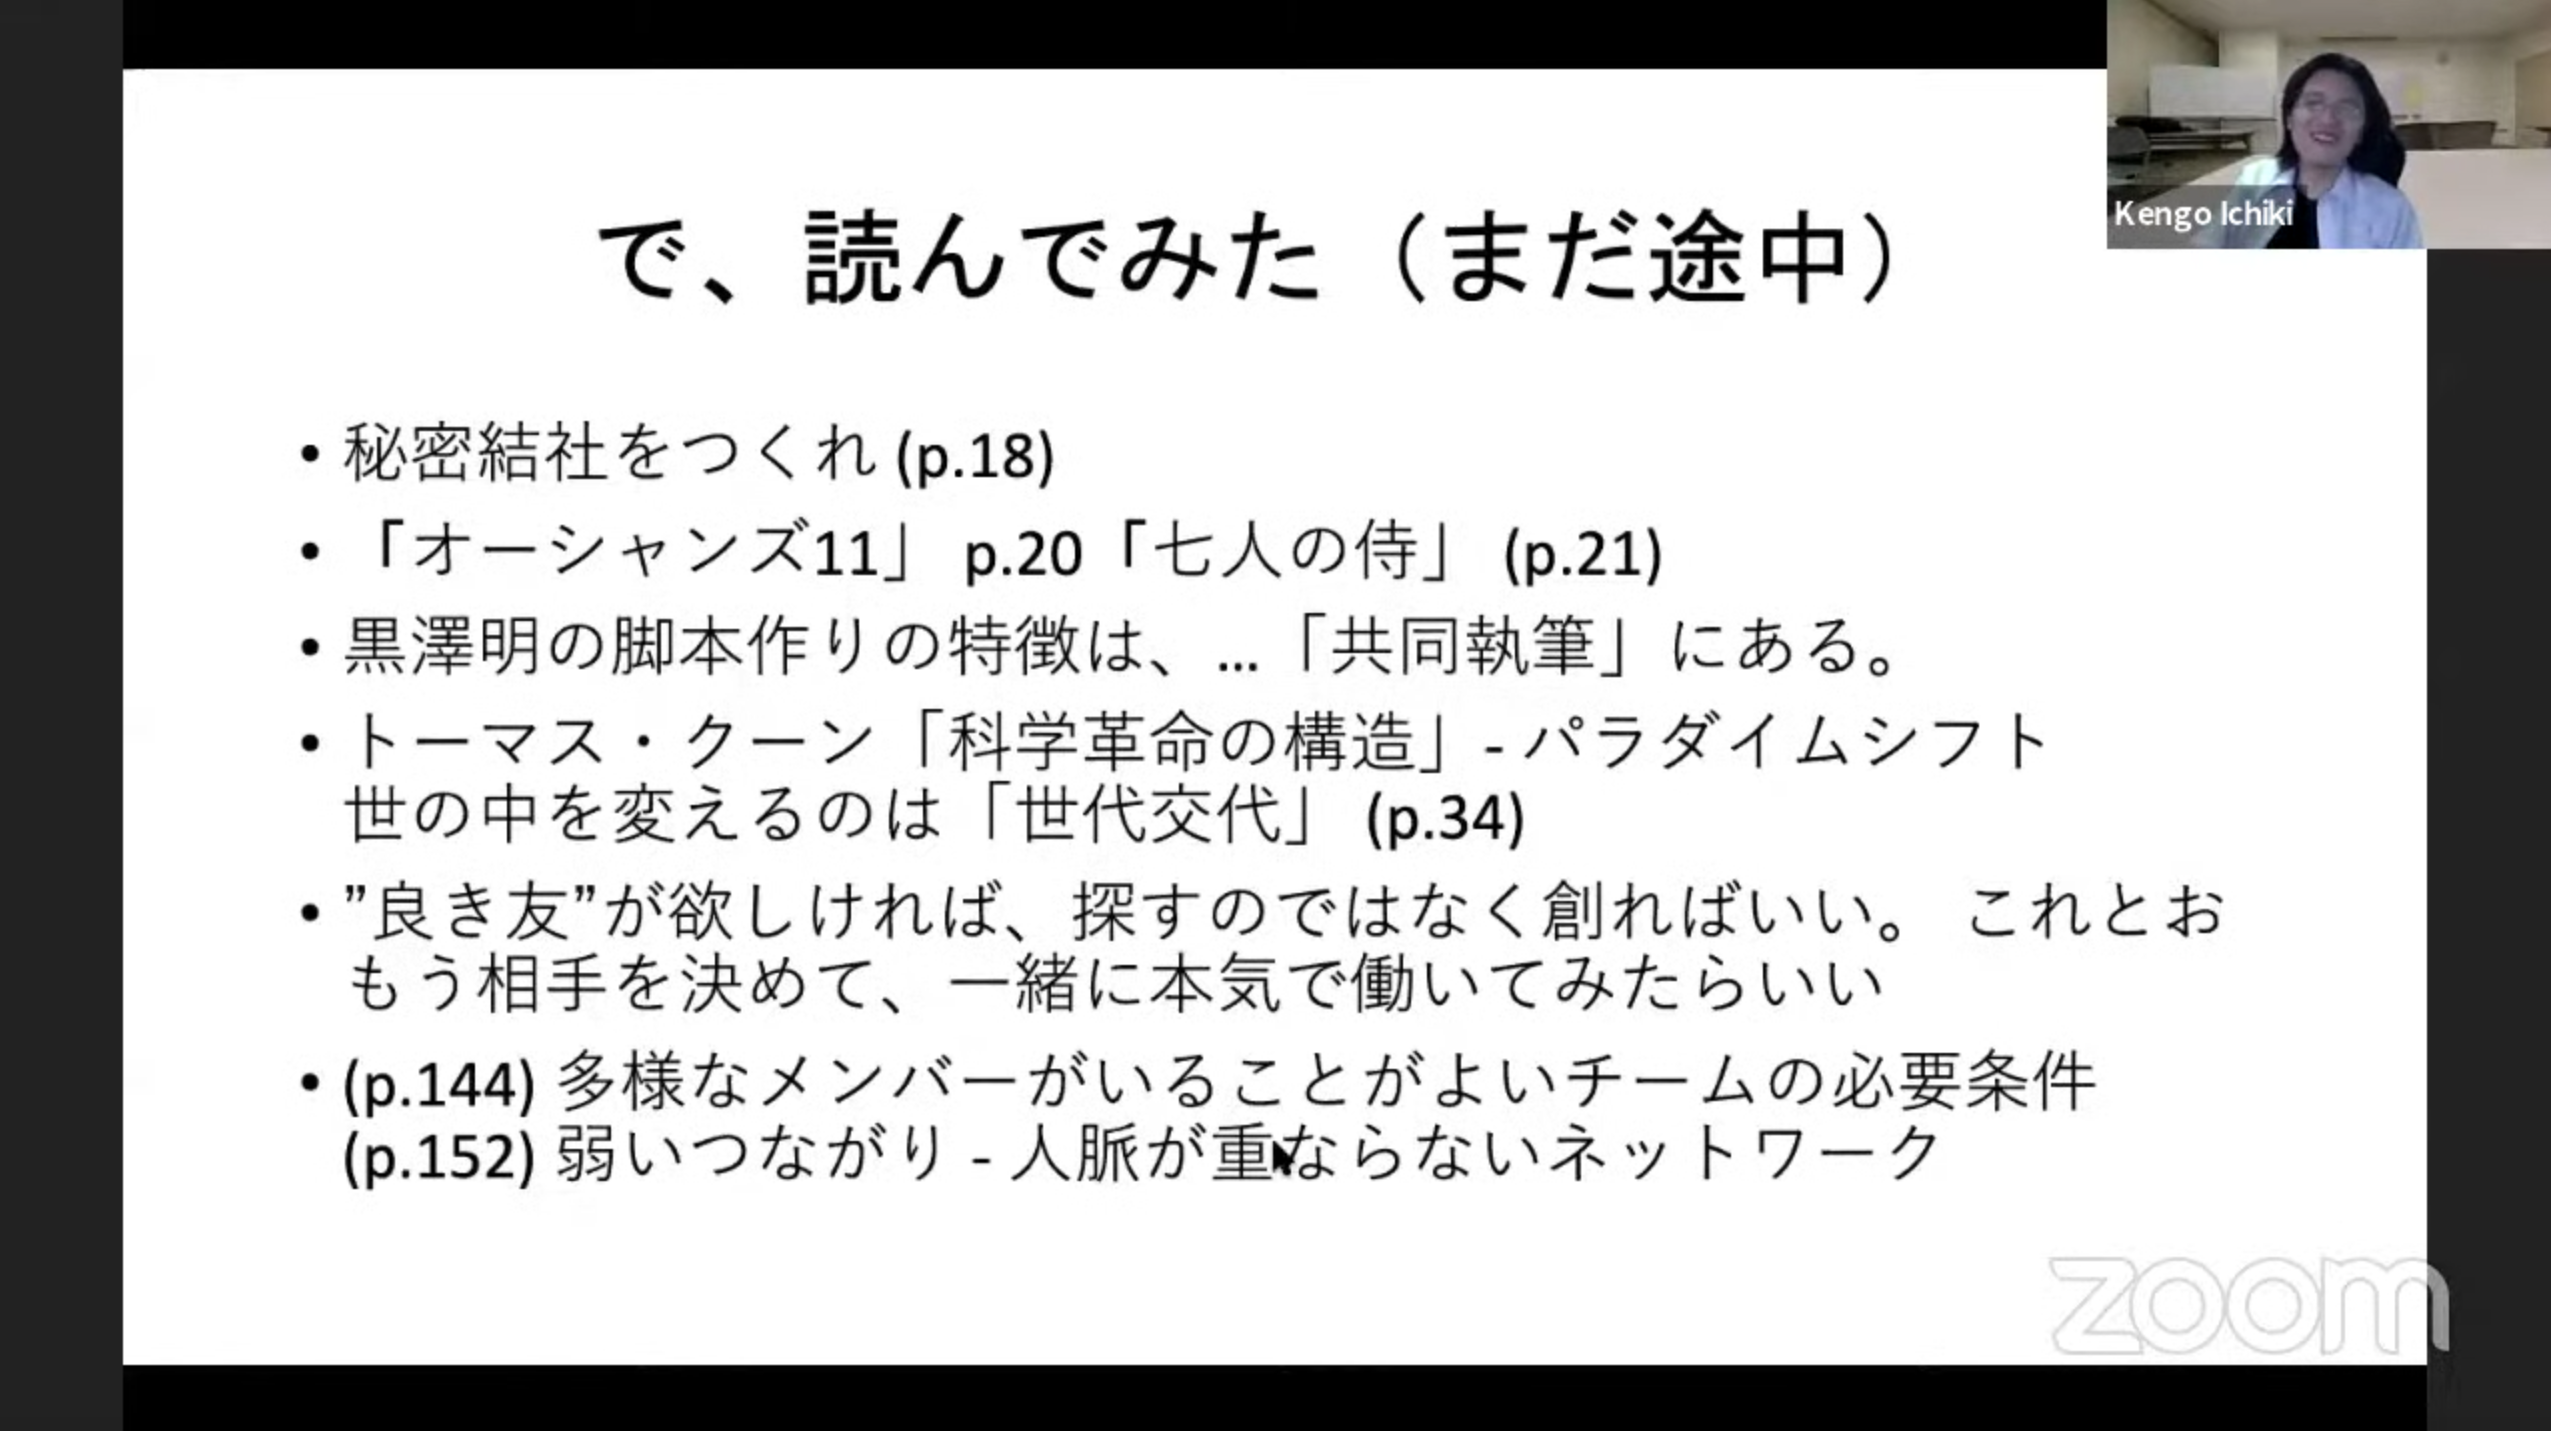 で、読んでみた（まだ途中）
Kengo Ichiki
• 秘密結社をつくれ (p.18)
• 「オーシャンズ11」 p.20「七人の侍」 (p.21)
• 黒澤明の脚本作りの特徴は、…「共同執筆」にある。
• トーマス・クーン「科学革命の構造」- パラダイムシフト
世の中を変えるのは「世代交代」 (p.34)
• ”良き友”が欲しければ、探すのではなく創ればいい。 これとお
もう相手を決めて、一緒に本気で働いてみたらいい
• (p.144) 多様なメンバーがいることがよいチームの必要条件
(p.152) 弱いつながり - 人脈が重ならないネットワーク
zoom